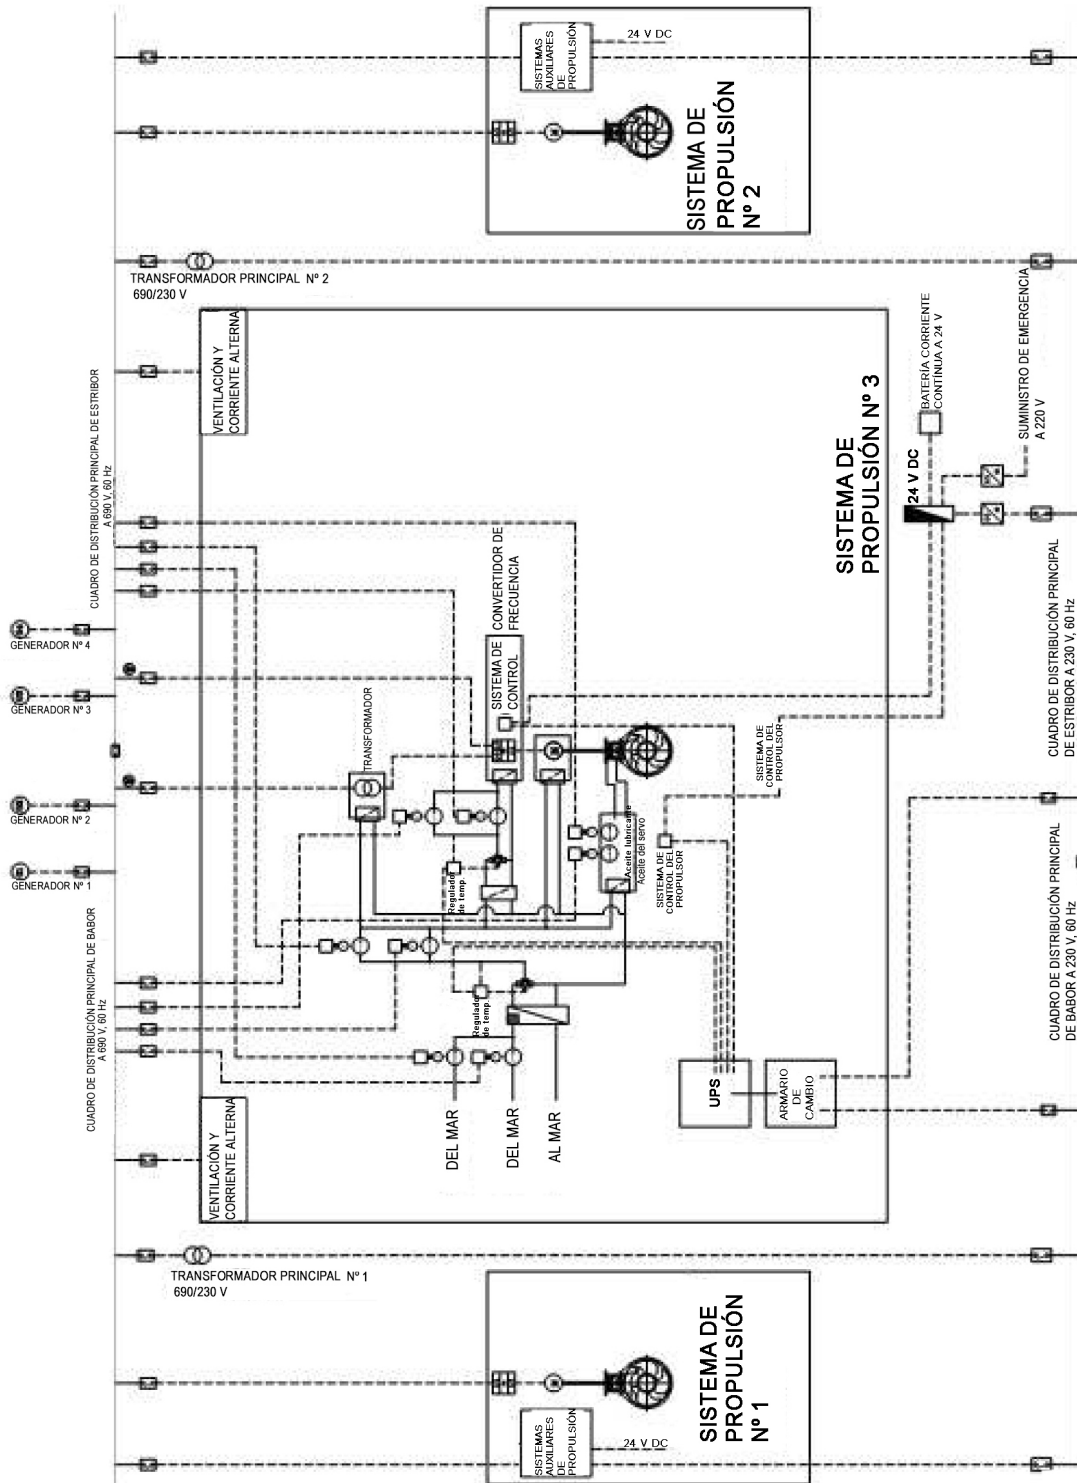 SISTEMAS
AUXILIARES
DE
PROPULSIÓN
24 V DC
SISTEMA DE
PROPULSIÓN
Nº 2
TRANSFORMADOR PRINCIPAL Nº 2
690/230 V
VENTILACIÓN Y
CORRIENTE ALTERNA
CUADRO DE DISTRIBUCIÓN PRINCIPAL DE ESTRIBOR
A 690 V, 60 Hz
BATERÍA CORRIENTE
CONTÍNUA A 24 V
SUMINISTRO DE EMERGENCIA
A 220 V
24 V DC
SISTEMA DE
PROPULSIÓN Nº 3
CONVERTIDOR DE
FRECUENCIA
SISTEMA DE
CONTROL
GENERADOR Nº 4
GENERADOR Nº 3
GENERADOR Nº 2
GENERADOR Nº 1
TRANSFORMADOR
SISTEMA DE
CONTROL DEL
PROPULSOR
SISTEMA DE
CONTROL DEL
PROPULSOR
Aceite lubricante
Aceite del servo
Regulador
de temp.
Regulador
de temp.
CUADRO DE DISTRIBUCIÓN PRINCIPAL
DE ESTRIBOR A 230 V, 60 Hz
CUADRO DE DISTRIBUCIÓN PRINCIPAL
DE BABOR A 230 V, 60 Hz
CUADRO DE DISTRIBUCIÓN PRINCIPAL DE BABOR
A 690 V, 60 Hz
DEL MAR
DEL MAR
AL MAR
UPS
ARMARIO
DE
CAMBIO
VENTILACIÓN Y
CORRIENTE ALTERNA
TRANSFORMADOR PRINCIPAL Nº 1
690/230 V
SISTEMA DE
PROPULSIÓN
Nº 1
SISTEMAS
AUXILIARES
DE
PROPULSIÓN
24 V DC